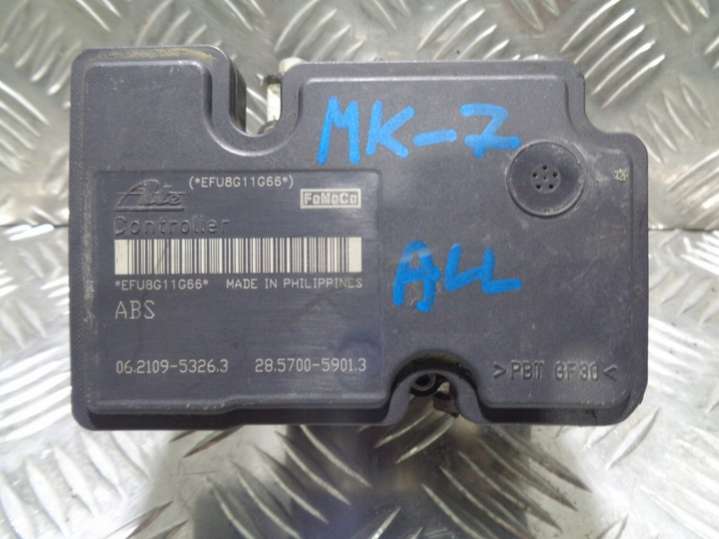 MK-7
(*EFU8G11G66*)
Ate FoMoCo
Controller
*EFU8G11G66* MADE IN PHILIPPINES
ALL
ABS
06.2109-5326.3 28.5700-5901.3
>PBT GF30<